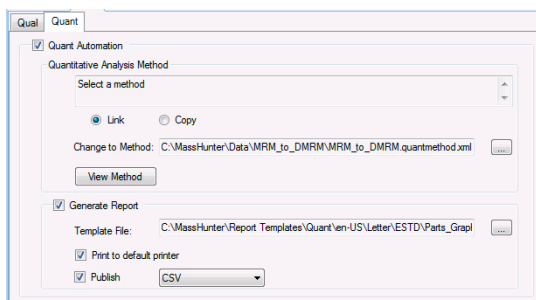 Qual Quant
Quant Automation
Quantitative Analysis Method
Select a method
Link Copy
Change to Method: C:\MassHunter\Data\MRM_to_DMRM\MRM_to_DMRM.quantmethod.xml ...
View Method
Generate Report
Template File: C:\MassHunter\Report Templates\Quant\en-US\Letter\ESTD\Parts_Grapl ...
Print to default printer
Publish CSV